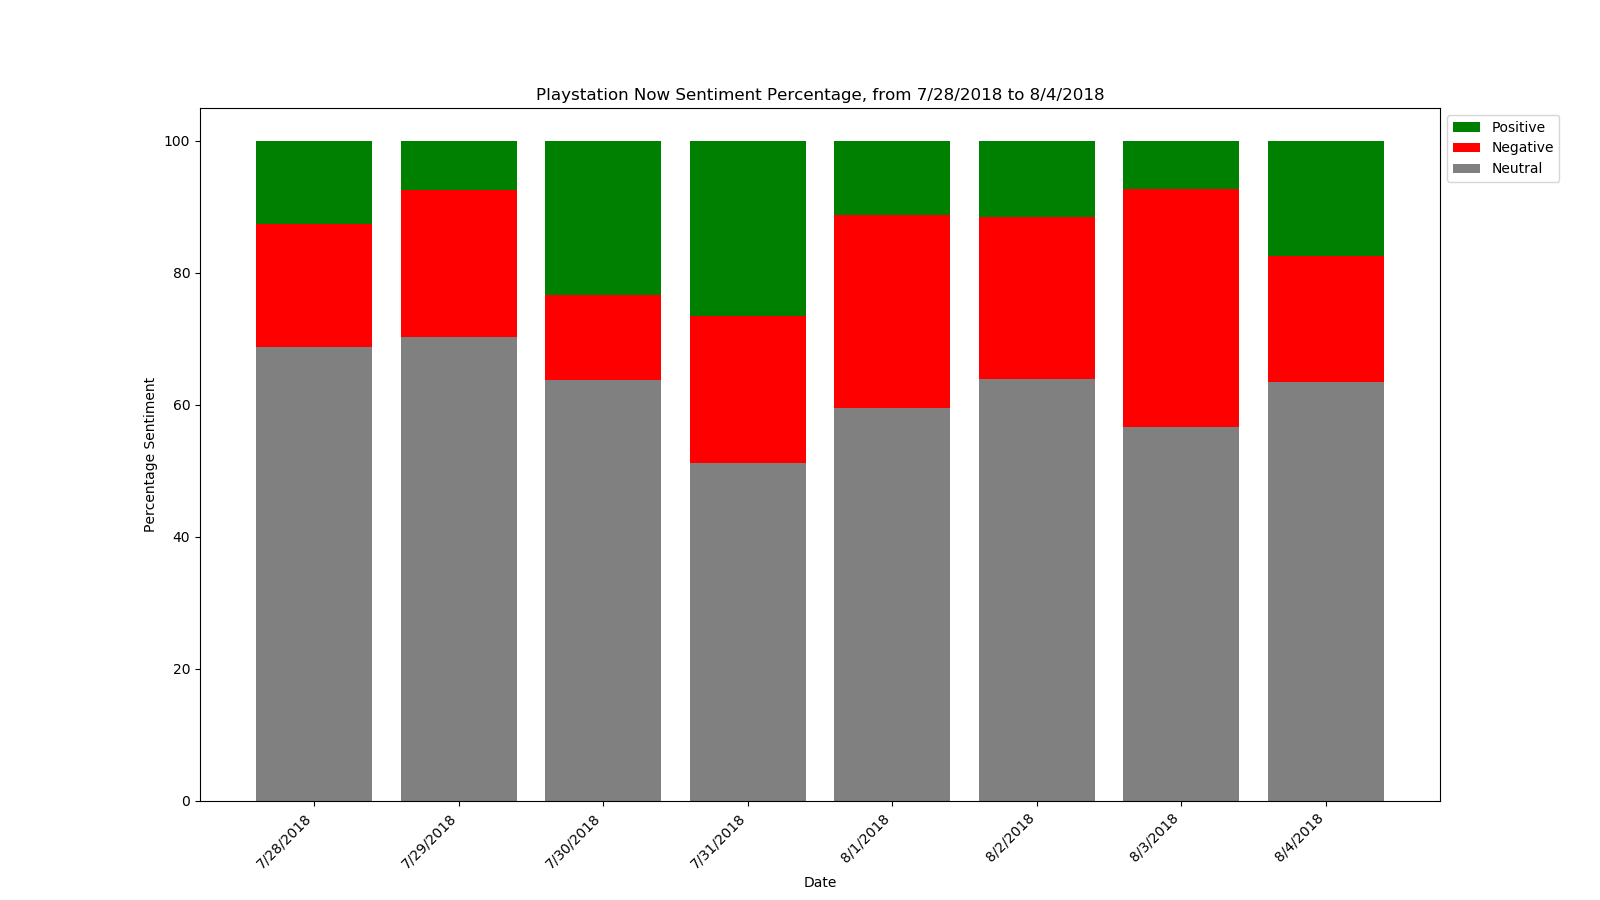 Playstation Now Sentiment Percentage, from 7/28/2018 to 8/4/2018
Positive
Negative
Neutral
Percentage Sentiment
100
80
60
40
20
0
7/28/2018
7/29/2018
7/30/2018
7/31/2018
8/1/2018
8/2/2018
8/3/2018
8/4/2018
Date